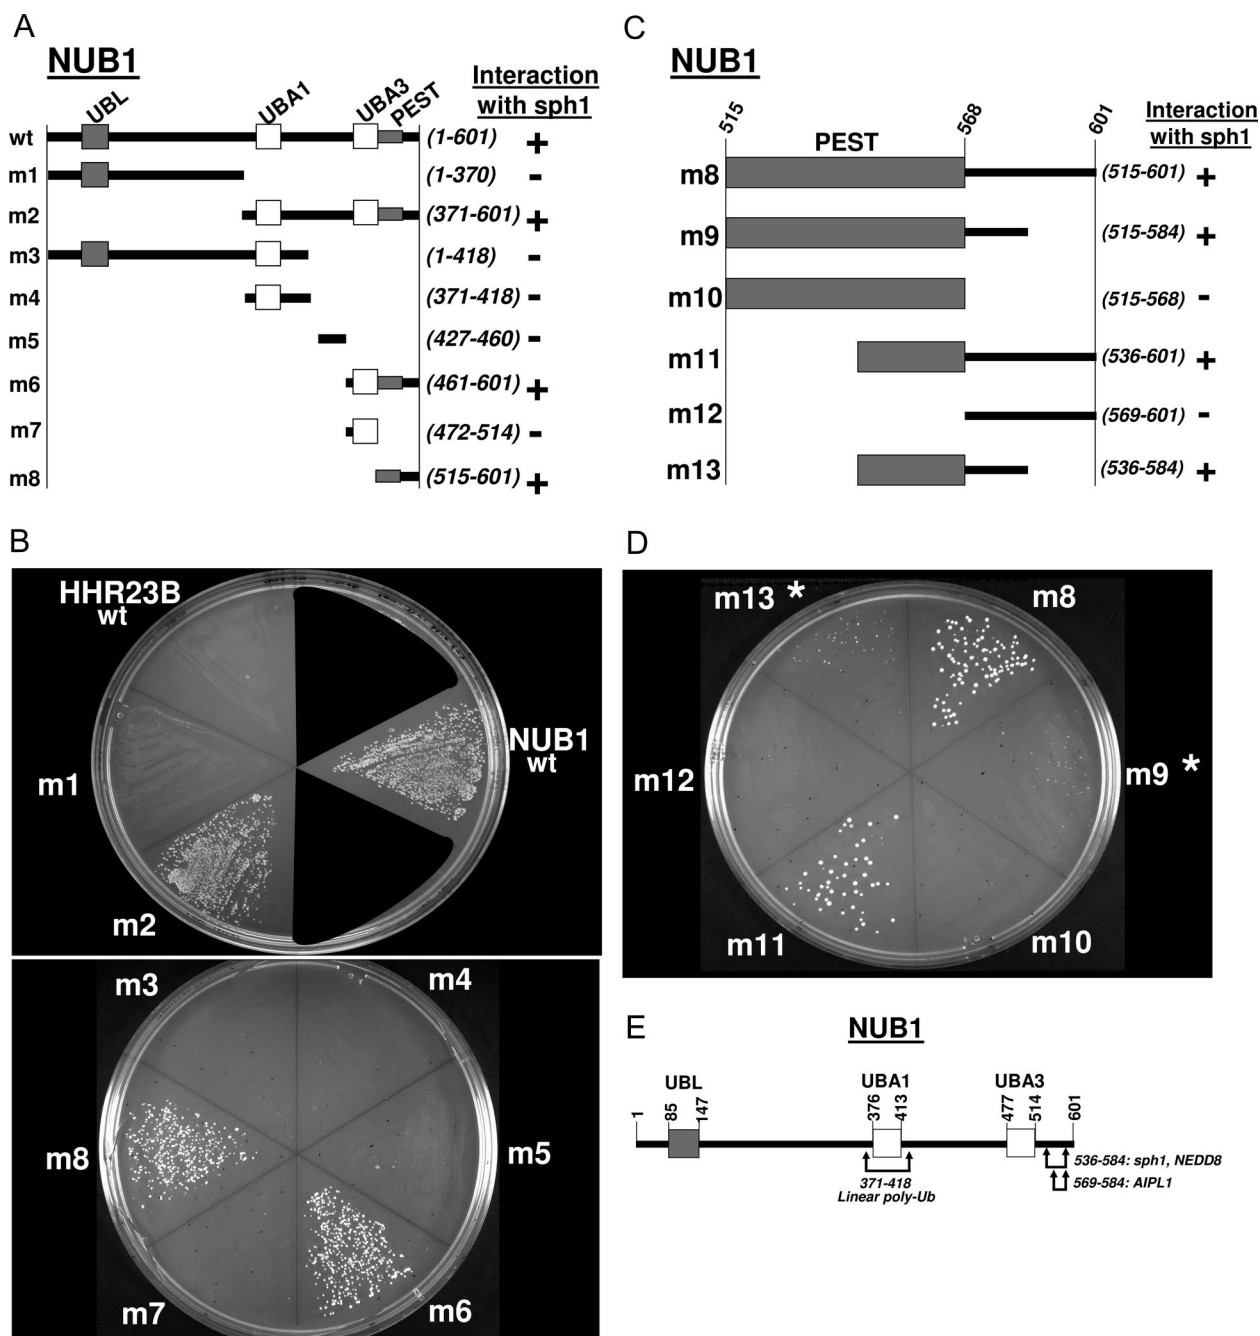 A
NUB1
UBL
UBA1
UBA3
PEST
Interaction
with sph1
wt (1-601) +
m1 (1-370) -
m2 (371-601) +
m3 (1-418) -
m4 (371-418) -
m5 (427-460) -
m6 (461-601) +
m7 (472-514) -
m8 (515-601) +
C
NUB1
515
568
601
Interaction
with sph1
PEST
m8 (515-601) +
m9 (515-584) +
m10 (515-568) -
m11 (536-601) +
m12 (569-601) -
m13 (536-584) +
B
HHR23B
wt
NUB1
wt
m1
m2
m3
m4
m8
m5
m7
m6
D
m13 *
m8
m12
m9 *
m11
m10
E
NUB1
UBL
UBA1
UBA3
1
85
147
376
413
477
514
601
371-418
Linear poly-Ub
536-584: sph1, NEDD8
569-584: AIPL1